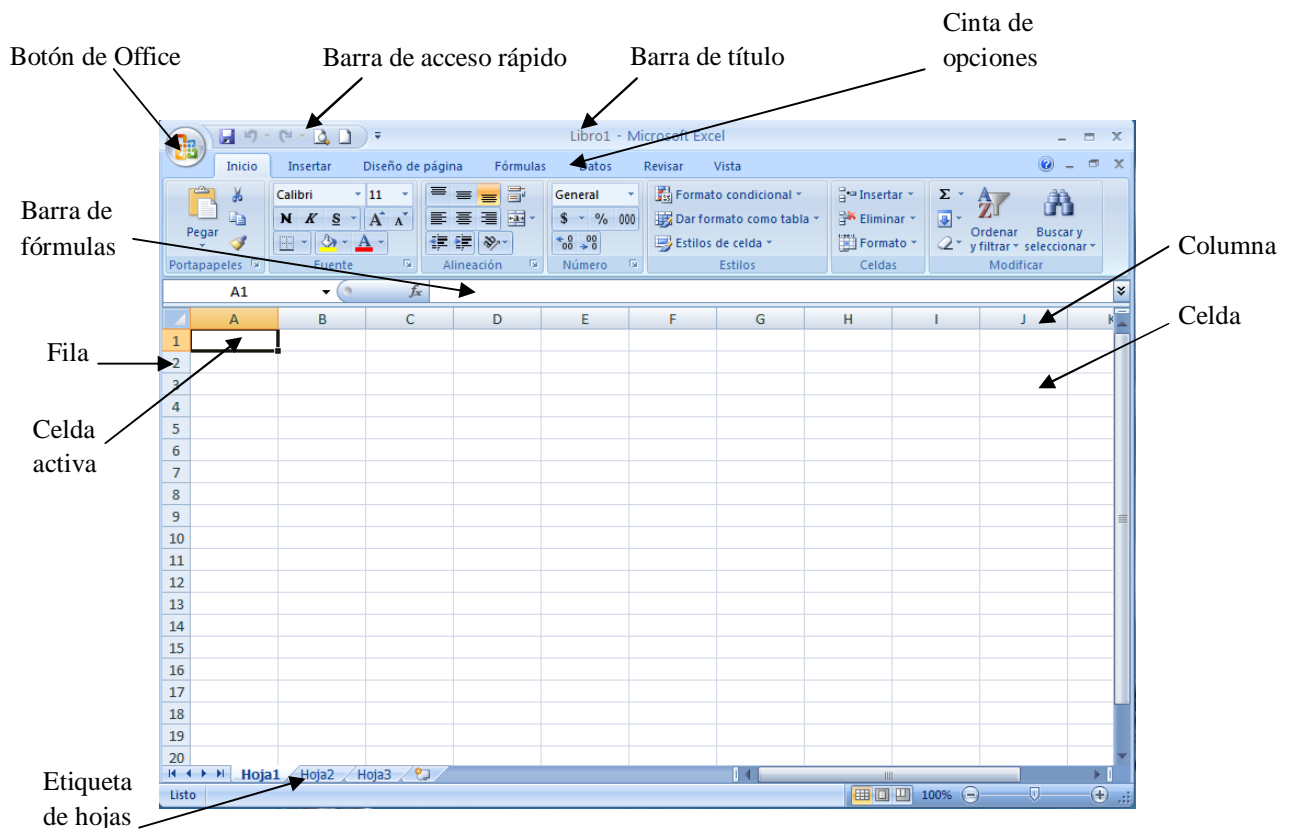 Cinta de
opciones
Botón de Office
Barra de acceso rápido
Barra de título
Libro1 - Microsoft Excel
Inicio Insertar Diseño de página Fórmulas Datos Revisar Vista
Barra de
fórmulas
Pegar
Portapapeles
Calibri 11
N K S A A
A
Fuente
Alineación
General
$ % 000
Número
Formato condicional
Dar formato como tabla
Estilos de celda
Estilos
Insertar
Eliminar
Formato
Celdas
Σ
Ordenar
y filtrar
Buscar y
seleccionar
Modificar
Columna
A1 fx
A B C D E F G H I J K
Celda
Fila
Celda
activa
1
2
3
4
5
6
7
8
9
10
11
12
13
14
15
16
17
18
19
20
Hoja1 Hoja2 Hoja3
Etiqueta
de hojas
Listo 100%